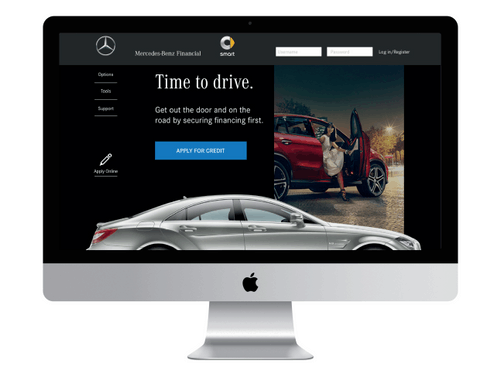 Mercedes-Benz Financial
smart
Username
Password
Log in/Register
Options
Tools
Support
Apply Online
Time to drive.
Get out the door and on the
road by securing financing first.
APPLY FOR CREDIT